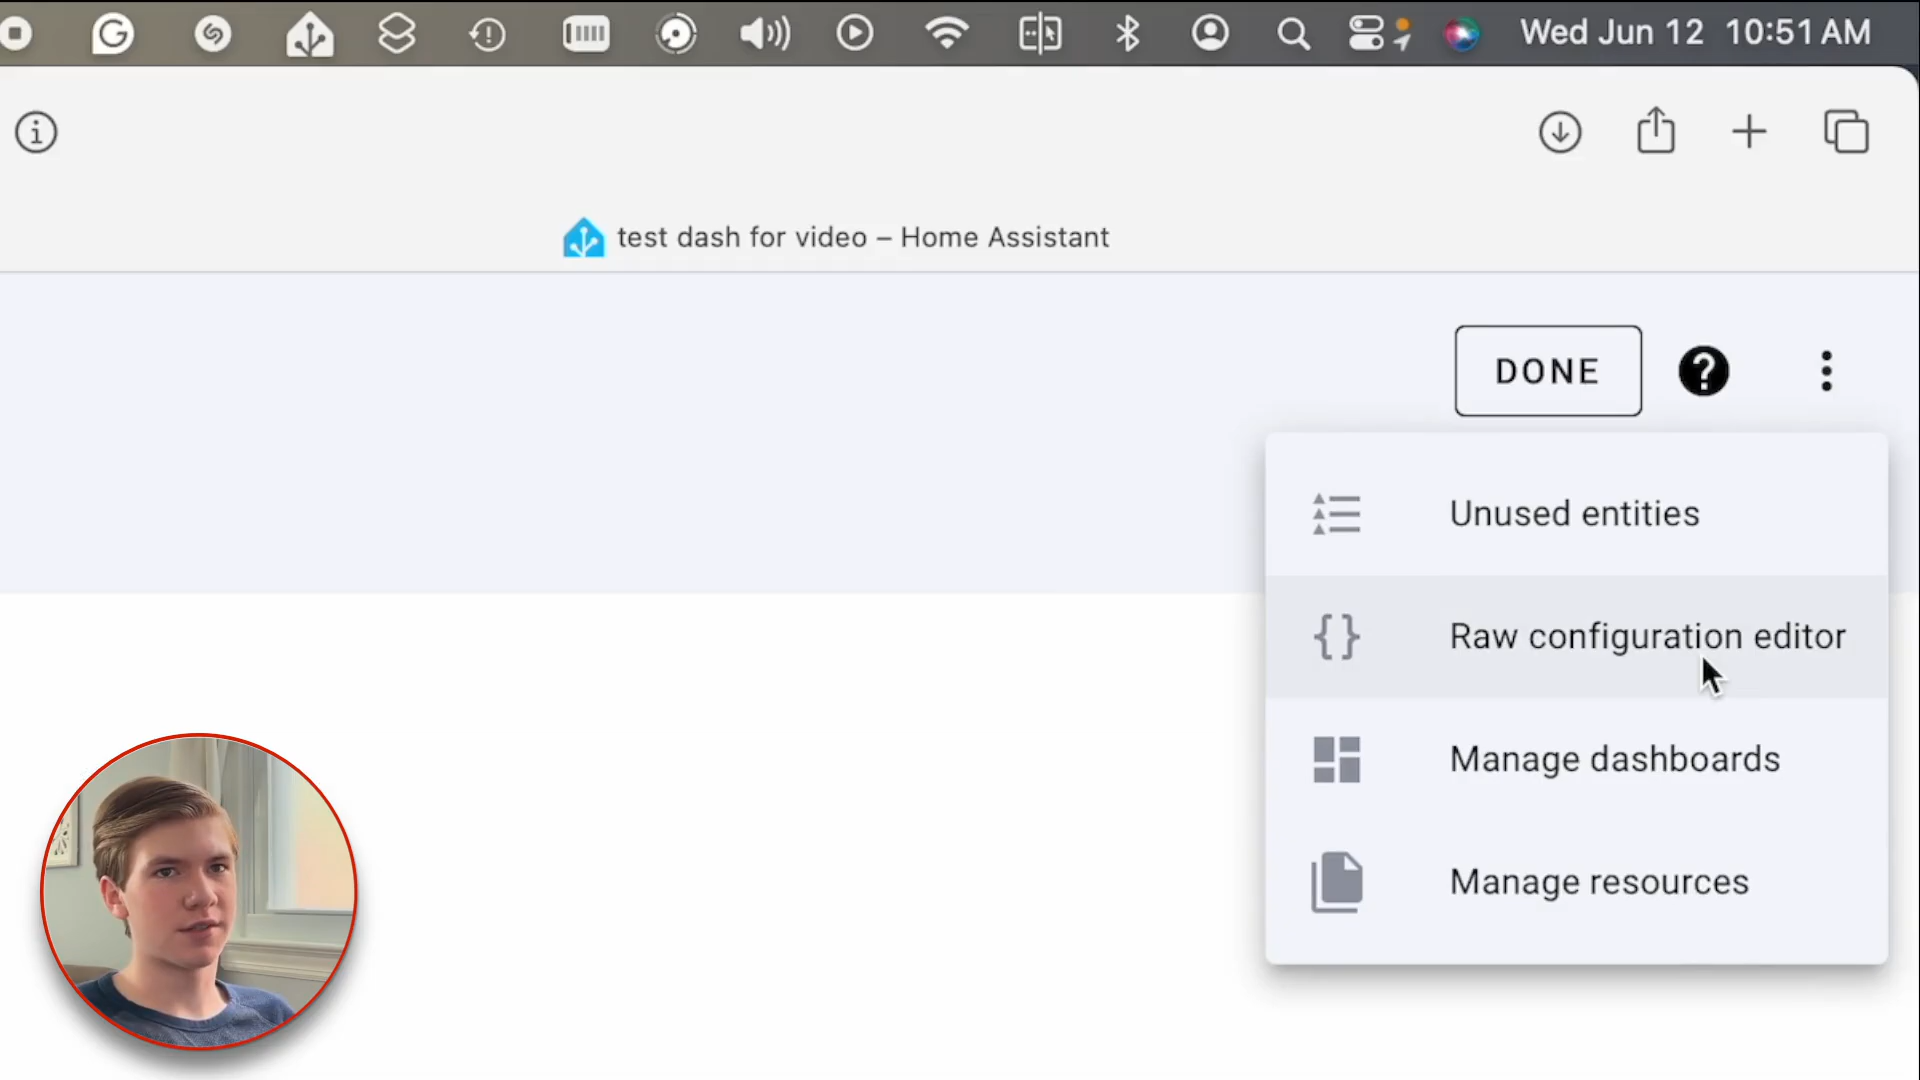 Wed Jun 12 10:51 AM
test dash for video – Home Assistant
DONE
Unused entities
Raw configuration editor
Manage dashboards
Manage resources